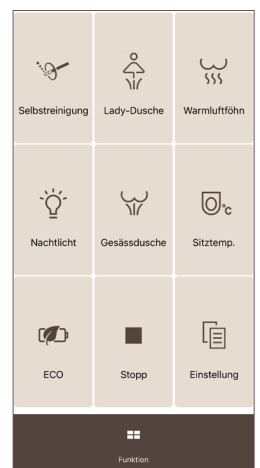 Selbstreinigung
Lady-Dusche
Warmluftföhn
Nachtlicht
Gesässdusche
°C
Sitztemp.
ECO
Stopp
Einstellung
Funktion